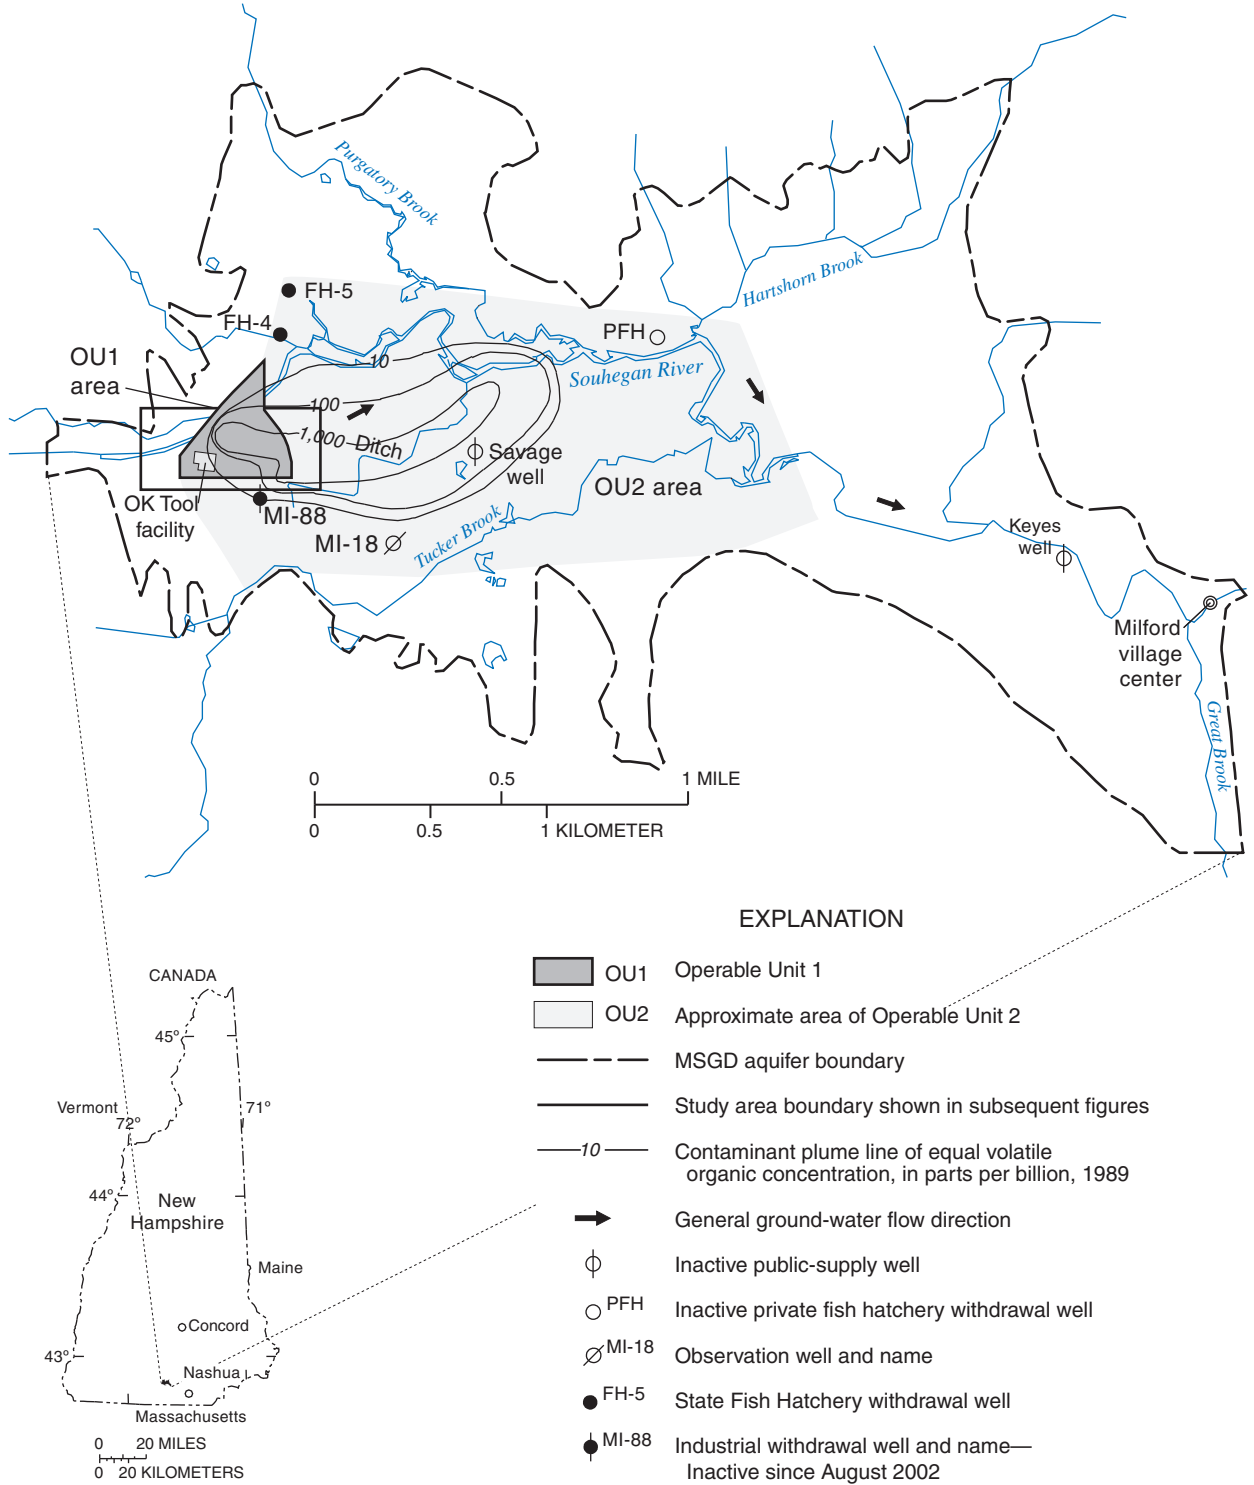 Purgatory Brook
FH-5
FH-4
PFH
Hartshorn Brook
OU1
area
10
Souhegan River
100
1,000
Ditch
Savage
well
OU2 area
OK Tool
facility
MI-88
MI-18
Tucker Brook
Keyes
well
Milford
village
center
Great Brook
0 0.5 1 MILE
0 0.5 1 KILOMETER
EXPLANATION
OU1 Operable Unit 1
OU2 Approximate area of Operable Unit 2
MSGD aquifer boundary
Study area boundary shown in subsequent figures
10 Contaminant plume line of equal volatile
organic concentration, in parts per billion, 1989
General ground-water flow direction
Inactive public-supply well
PFH Inactive private fish hatchery withdrawal well
MI-18 Observation well and name
FH-5 State Fish Hatchery withdrawal well
MI-88 Industrial withdrawal well and name—
Inactive since August 2002
CANADA
45°
Vermont
72°
71°
44°
New
Hampshire
Maine
Concord
43°
Nashua
Massachusetts
0 20 MILES
0 20 KILOMETERS